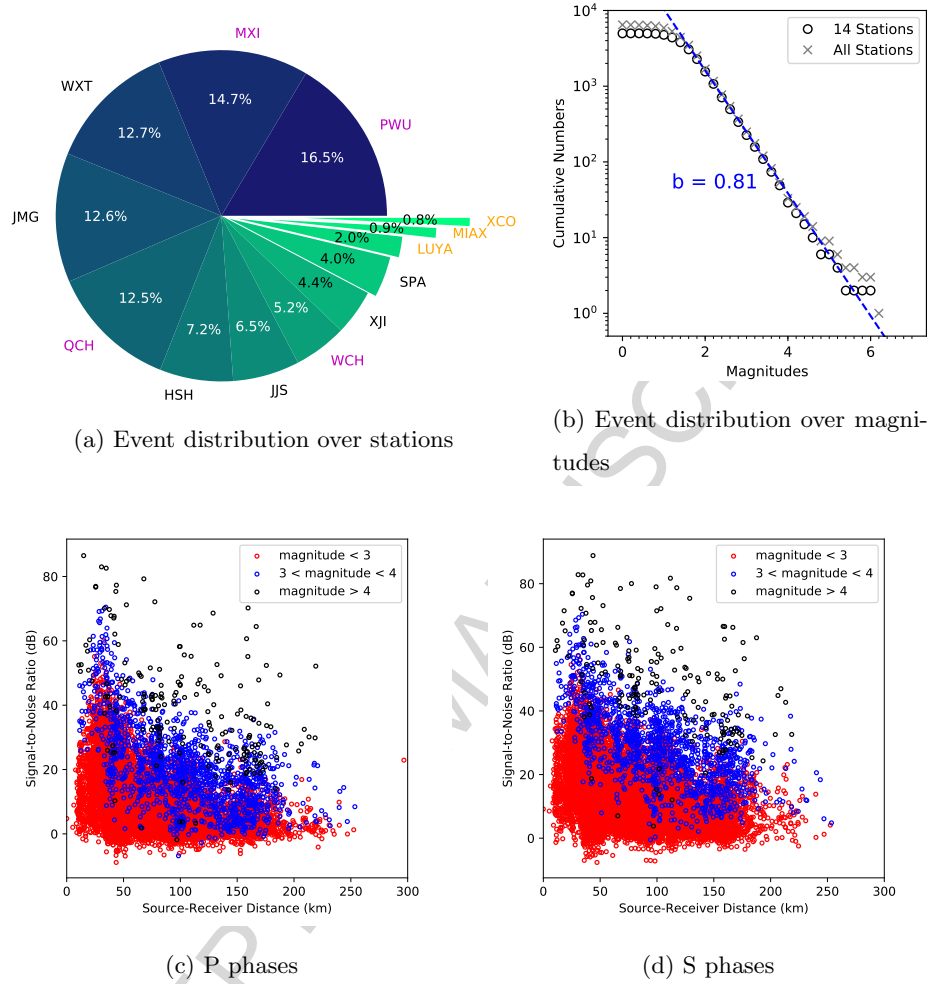 MXI
WXT
14.7%
PWU
12.7%
16.5%
JMG
12.6%
0.8%
XCO
0.9%
MIAX
2.0%
LUYA
4.0%
SPA
12.5%
4.4%
5.2%
XJI
7.2%
6.5%
QCH
WCH
HSH
JJS
(a) Event distribution over stations
10^4
10^3
10^2
10^1
10^0
Cumulative Numbers
14 Stations
All Stations
b = 0.81
0 2 4 6
Magnitudes
(b) Event distribution over magni-
tudes
80
60
40
20
0
Signal-to-Noise Ratio (dB)
magnitude < 3
3 < magnitude < 4
magnitude > 4
0 50 100 150 200 250 300
Source-Receiver Distance (km)
(c) P phases
80
60
40
20
0
Signal-to-Noise Ratio (dB)
magnitude < 3
3 < magnitude < 4
magnitude > 4
0 50 100 150 200 250 300
Source-Receiver Distance (km)
(d) S phases